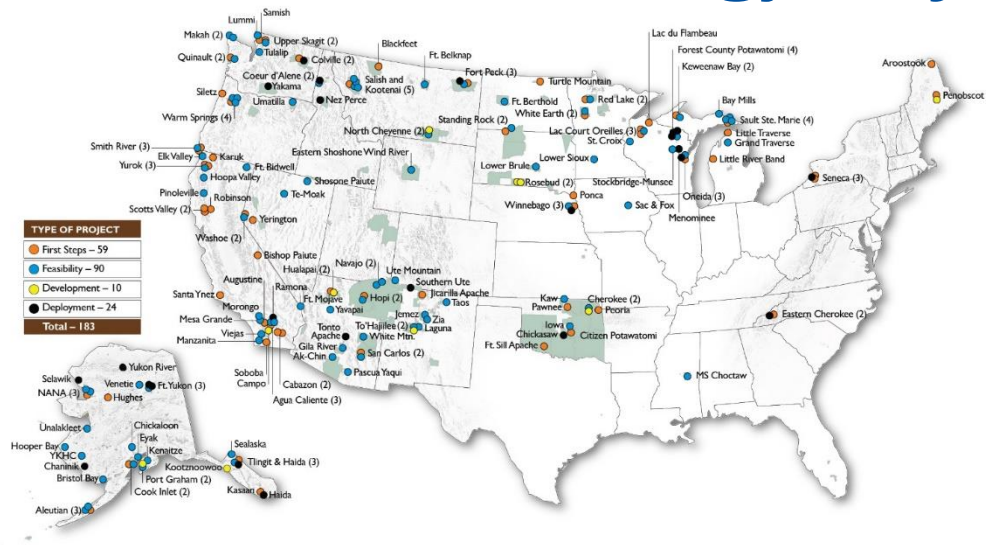 Samish
Lummi
Makah (2)
Upper Skagit (2)
Tulalip
Quinault (2)
Colville (2)
Coeur d'Alene (2)
Yakama
Siletz
Umatilla
Nez Perce
Warm Springs (4)
Blackfeet
Salish and
Kootenai (5)
Ft. Belknap
Fort Peck (3)
Turtle Mountain
Ft. Berthold
Red Lake (2)
White Earth (2)
Standing Rock (2)
North Cheyenne (2)
Eastern Shoshone Wind River
Lac du Flambeau
Forest County Potawatomi (4)
Keweenaw Bay (2)
Bay Mills
Sault Ste. Marie (4)
Little Traverse
Grand Traverse
Little River Band
Lac Court Oreilles (3)
St. Croix
Lower Sioux
Lower Brule
Rosebud (2)
Stockbridge-Munsee
Oneida (3)
Menominee
Ponca
Winnebago (3)
Sac & Fox
Aroostook
Penobscot
Seneca (3)
Smith River (3)
Elk Valley
Karuk
Yurok (3)
Hoopa Valley
Ft. Bidwell
Shosone Paiute
Te-Moak
Pinoleville
Robinson
Scotts Valley (2)
Yerington
Washoe (2)
Bishop Paiute
TYPE OF PROJECT
First Steps – 59
Feasibility – 90
Development – 10
Deployment – 24
Total – 183
Hualapai (2)
Navajo (2)
Ute Mountain
Southern Ute
Jicarilla Apache
Taos
Augustine
Ramona
Santa Ynez
Morongo
Mesa Grande
Viejas
Manzanita
Ft. Mojave
Yavapai
Hopi (2)
Jemez
Zia
Laguna
Tonto
Apache
To'Hajiilee (2)
White Mtn.
Gila River
Ak-Chin
San Carlos (2)
Pascua Yaqui
Soboba
Campo
Cabazon (2)
Agua Caliente (3)
Kaw
Pawnee
Cherokee (2)
Peoria
Iowa
Chickasaw
Citizen Potawatomi
Ft. Sill Apache
Eastern Cherokee (2)
MS Choctaw
Yukon River
Selawik
Venetie
Ft. Yukon (3)
NANA (3)
Hughes
Unalakleet
Chickaloon
Eyak
Kenaitze
Hooper Bay
YKHC
Chaninik
Bristol Bay
Port Graham (2)
Cook Inlet (2)
Aleutian (3)
Sealaska
Tlingit & Haida (3)
Kootznoowoo
Kasaan
Haida